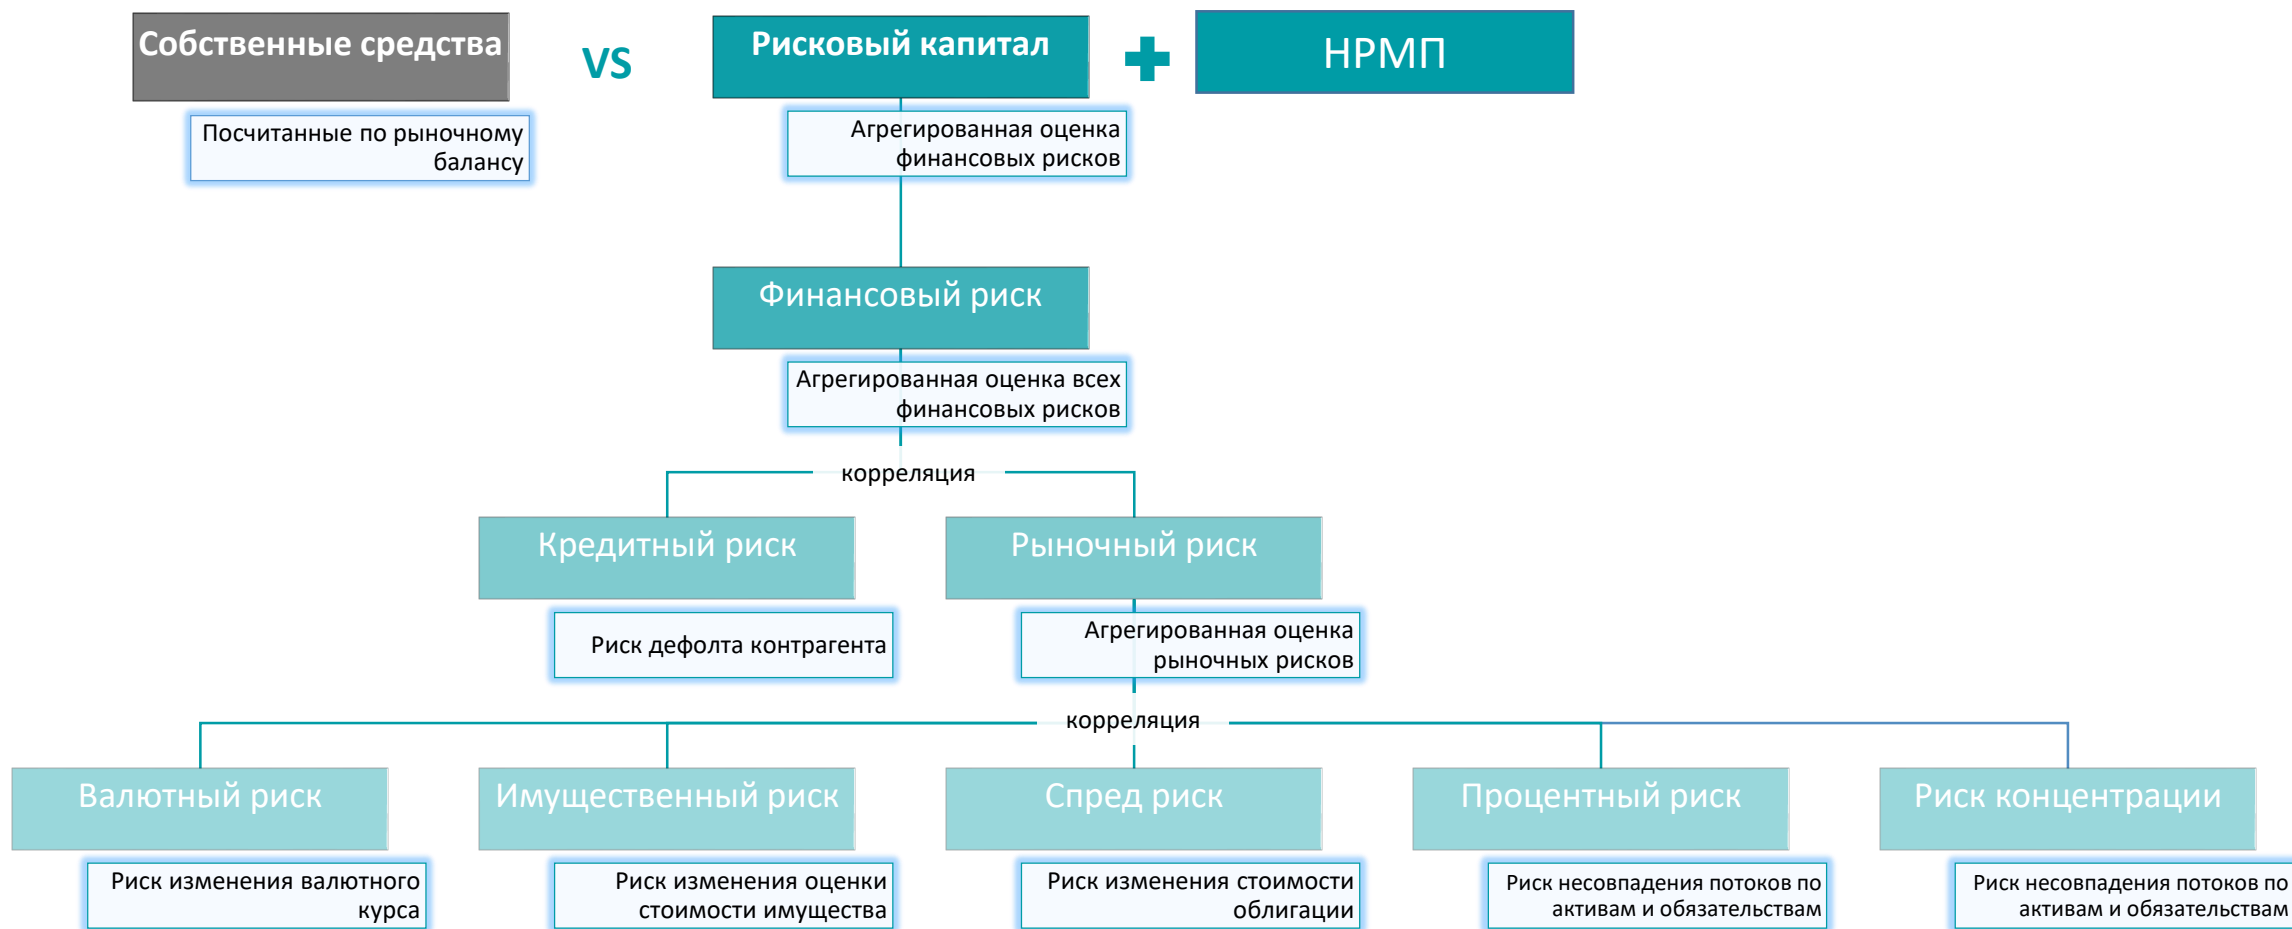 Собственные средства
VS
Рисковый капитал
НРМП
Посчитанные по рыночному
балансу
Агрегированная оценка
финансовых рисков
Финансовый риск
Агрегированная оценка всех
финансовых рисков
корреляция
Кредитный риск
Рыночный риск
Риск дефолта контрагента
Агрегированная оценка
рыночных рисков
корреляция
Валютный риск
Имущественный риск
Спред риск
Процентный риск
Риск концентрации
Риск изменения валютного
курса
Риск изменения оценки
стоимости имущества
Риск изменения стоимости
облигации
Риск несовпадения потоков по
активам и обязательствам
Риск несовпадения потоков по
активам и обязательствам